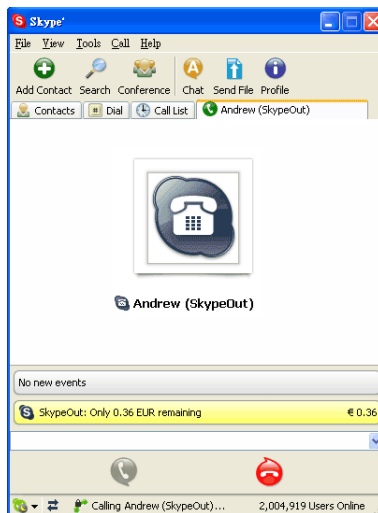 Skype™
File View Tools Call Help
Add Contact Search Conference Chat Send File Profile
Contacts Dial Call List Andrew (SkypeOut)
Andrew (SkypeOut)
No new events
SkypeOut: Only 0.36 EUR remaining € 0.36
Calling Andrew (SkypeOut)... 2,004,919 Users Online